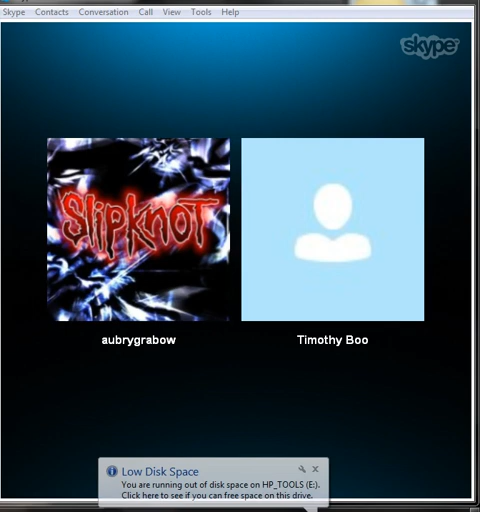 Skype Contacts Conversation Call View Tools Help
skype
SlipknoT
aubrygrabow
Timothy Boo
Low Disk Space
You are running out of disk space on HP_TOOLS (E:).
Click here to see if you can free space on this drive.